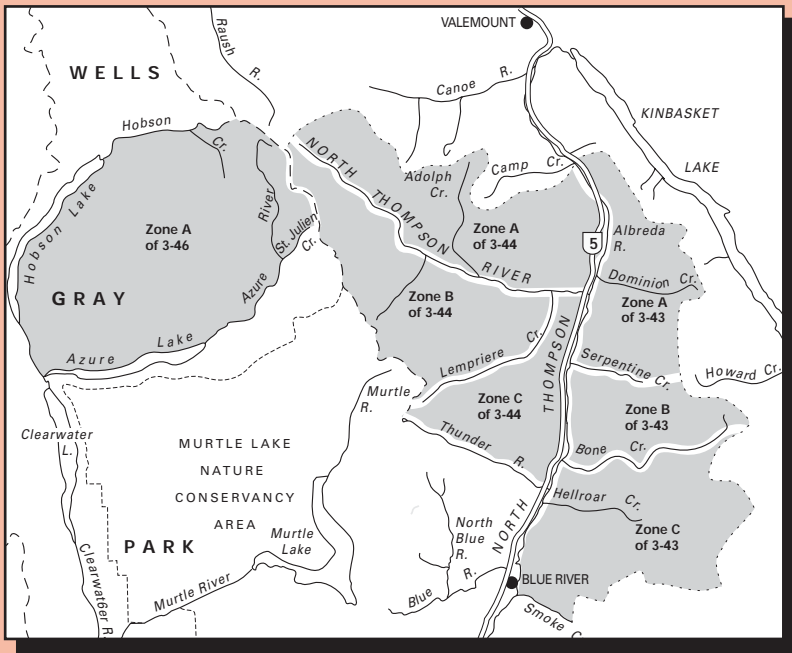 VALEMOUNT
WELLS
Raush
R.
Canoe R.
KINBASKET
LAKE
Hobson
Cr.
NORTH THOMPSON RIVER
Adolph
Cr.
Camp Cr.
C
Hobson Lake
Zone A
of 3-46
River
St. Julien
Cr.
Azure
Zone A
of 3-44
5
Albreda
R.
Dominion Cr.
GRAY
Zone B
of 3-44
Zone A
of 3-43
Azure Lake
Lempriere Cr.
THOMPSON
Serpentine Cr.
Howard Cr.
Murtle
R.
Zone C
of 3-44
Zone B
of 3-43
Clearwater
L.
MURTLE LAKE
NATURE
CONSERVANCY
AREA
Thunder R.
Bone Cr.
Hellroar Cr.
PARK
Murtle
Lake
North
Blue
R.
NORTH
Zone C
of 3-43
Clearwat6er R.
Murtle River
Blue R.
BLUE RIVER
Smoke C